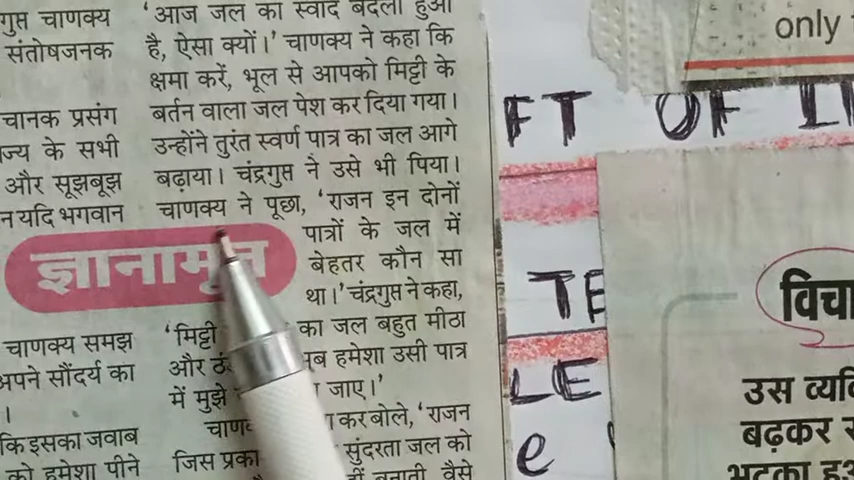 गुप्त चाणक्य
संतोषजनक
चानक प्रसंग
ज्य के सभी
और सूझबूझ
न यदि भगवान
ज्ञानामृत
चाणक्य समझ
अपने सौंदर्य का
।
कि इसका जवाब
को हमेशा पीने
'आज जल का स्वाद बदला हुआ
है, ऐसा क्यों।' चाणक्य ने कहा कि
क्षमा करें, भूल से आपको मिट्टी के
बर्तन वाला जल पेश कर दिया गया।
उन्होंने तुरंत स्वर्ण पात्र का जल आगे
बढ़ाया। चंद्रगुप्त ने उसे भी पिया।
चाणक्य ने पूछा, 'राजन इन दोनों
पात्रों के जल में
बेहतर कौन सा
था।' चंद्रगुप्त ने कहा,
'मिट्टी का जल बहुत मीठा
और हमेशा उसी पात्र
में मुझे जाए।'
कर बोले, 'राजन
जिस सुंदरता जल को
बनाती वैसे
only
FT OF
TE
LE
e
विचा
उस
बढ़कर